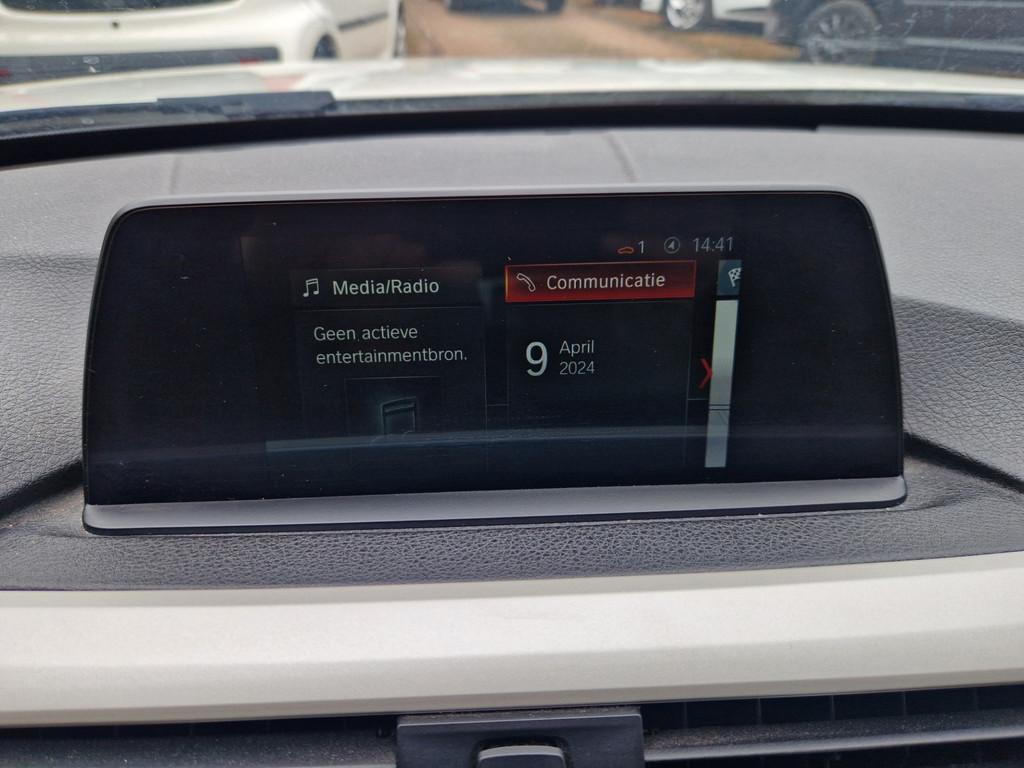 1 14:41
Media/Radio
Communicatie
Geen actieve
entertainmentbron.
9 April
2024